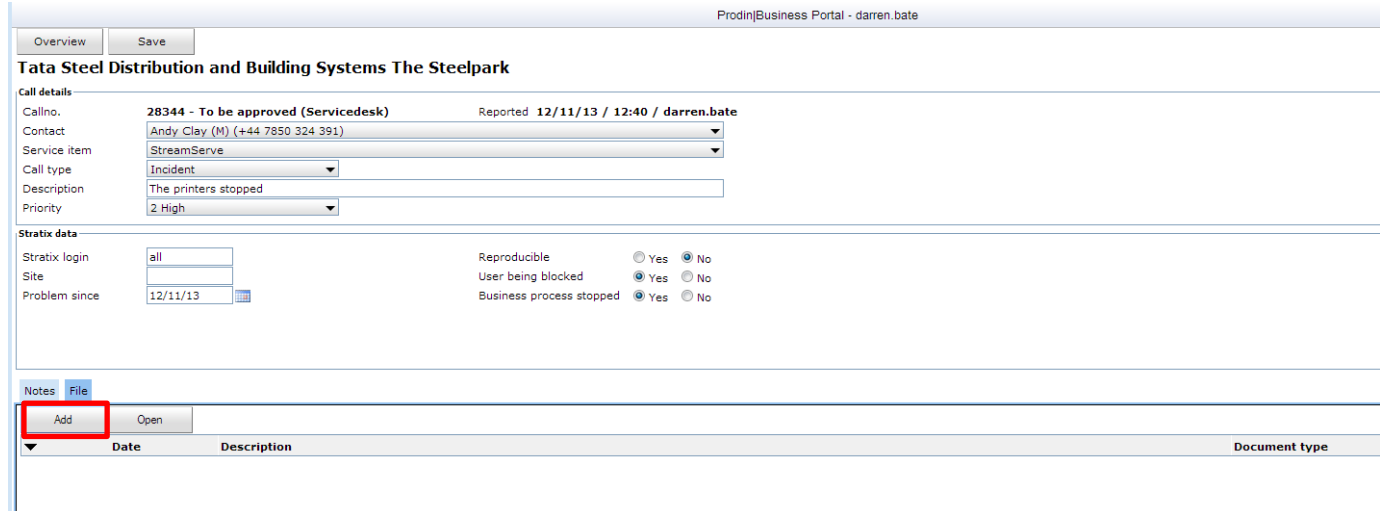 Prodin|Business Portal - darren.bate
Overview Save
Tata Steel Distribution and Building Systems The Steelpark
Call details
Callno. 28344 - To be approved (Servicedesk) Reported 12/11/13 / 12:40 / darren.bate
Contact Andy Clay (M) (+44 7850 324 391)
Service item StreamServe
Call type Incident
Description The printers stopped
Priority 2 High
Stratix data
Stratix login all Reproducible Yes No
Site User being blocked Yes No
Problem since 12/11/13 Business process stopped Yes No
Notes File
Add Open
Date Description Document type